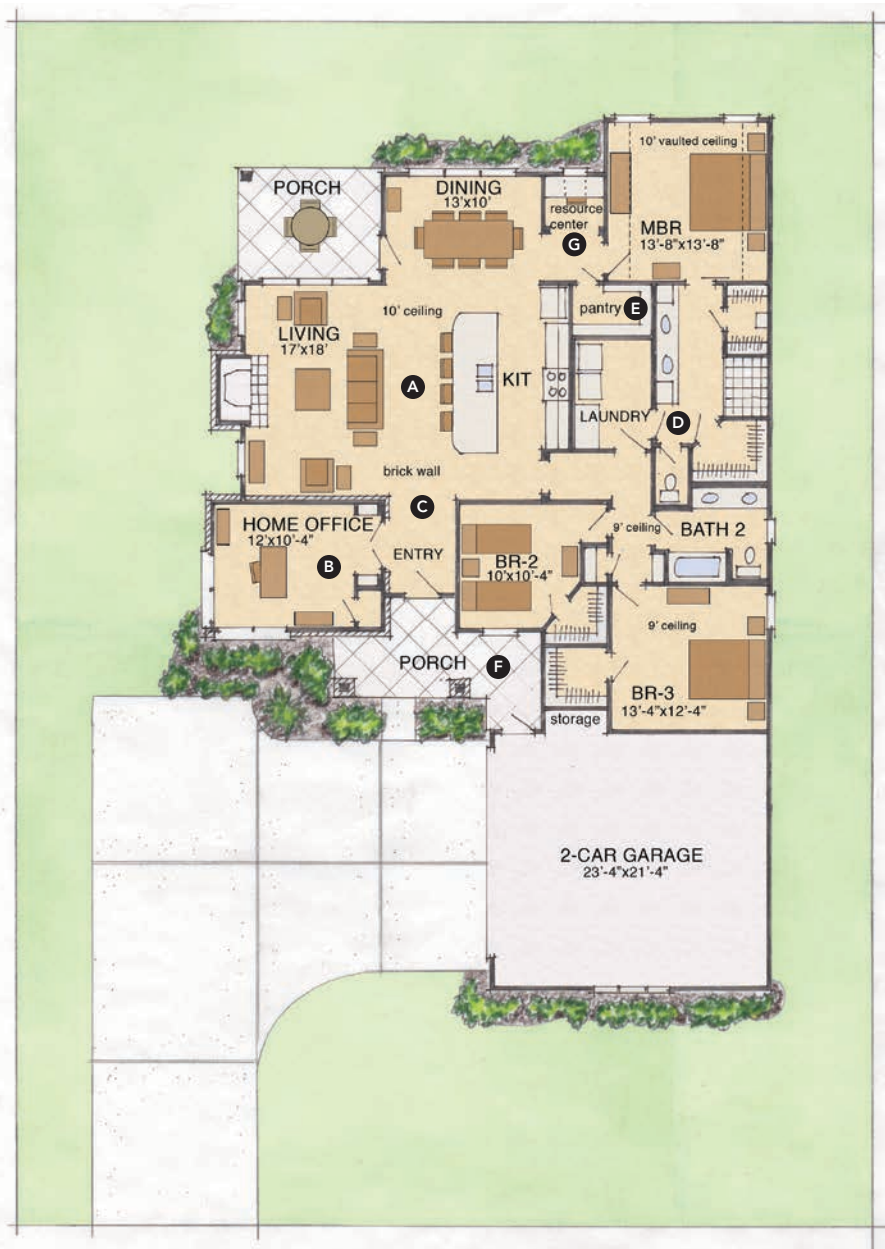 10' vaulted ceiling
PORCH
DINING
13'x10'
resource
center
G
MBR
13'-8"x13'-8"
pantry
E
10' ceiling
LIVING
17'x18'
A
KIT
LAUNDRY
D
brick wall
C
HOME OFFICE
12'x10'-4"
B
ENTRY
BR-2
10'x10'-4"
9' ceiling
BATH 2
9' ceiling
PORCH
F
BR-3
13'-4"x12'-4"
storage
2-CAR GARAGE
23'-4"x21'-4"